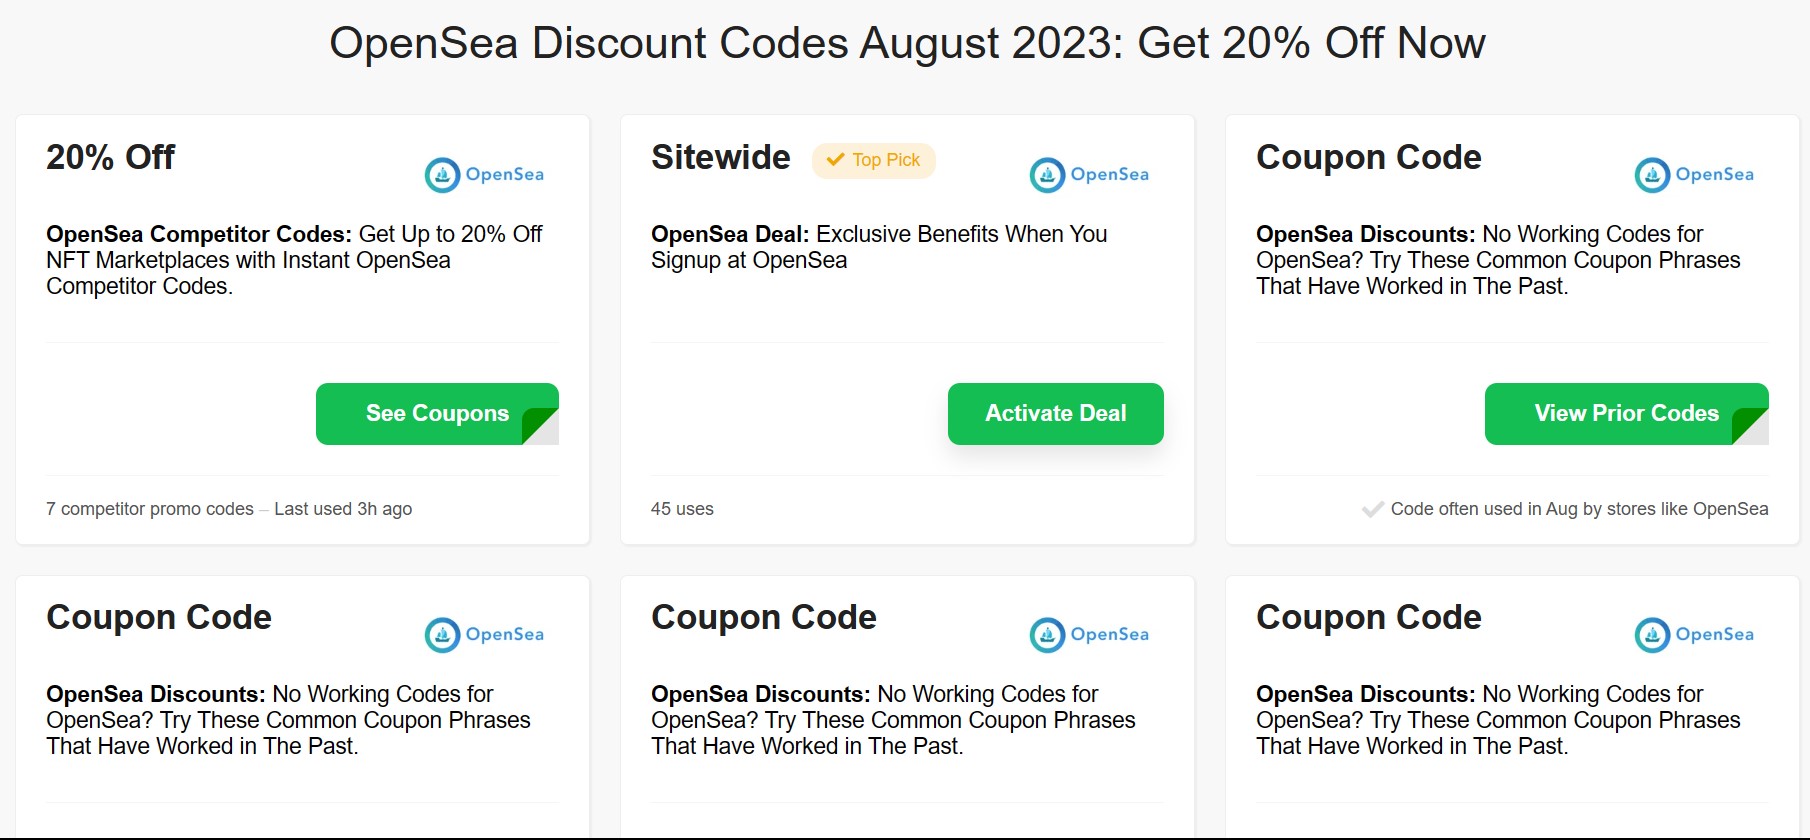 OpenSea Discount Codes August 2023: Get 20% Off Now
20% Off
OpenSea
OpenSea Competitor Codes: Get Up to 20% Off
NFT Marketplaces with Instant OpenSea
Competitor Codes.
See Coupons
7 competitor promo codes – Last used 3h ago
Sitewide
Top Pick
OpenSea
OpenSea Deal: Exclusive Benefits When You
Signup at OpenSea
Activate Deal
45 uses
Coupon Code
OpenSea
OpenSea Discounts: No Working Codes for
OpenSea? Try These Common Coupon Phrases
That Have Worked in The Past.
View Prior Codes
Code often used in Aug by stores like OpenSea
Coupon Code
OpenSea
OpenSea Discounts: No Working Codes for
OpenSea? Try These Common Coupon Phrases
That Have Worked in The Past.
Coupon Code
OpenSea
OpenSea Discounts: No Working Codes for
OpenSea? Try These Common Coupon Phrases
That Have Worked in The Past.
Coupon Code
OpenSea
OpenSea Discounts: No Working Codes for
OpenSea? Try These Common Coupon Phrases
That Have Worked in The Past.